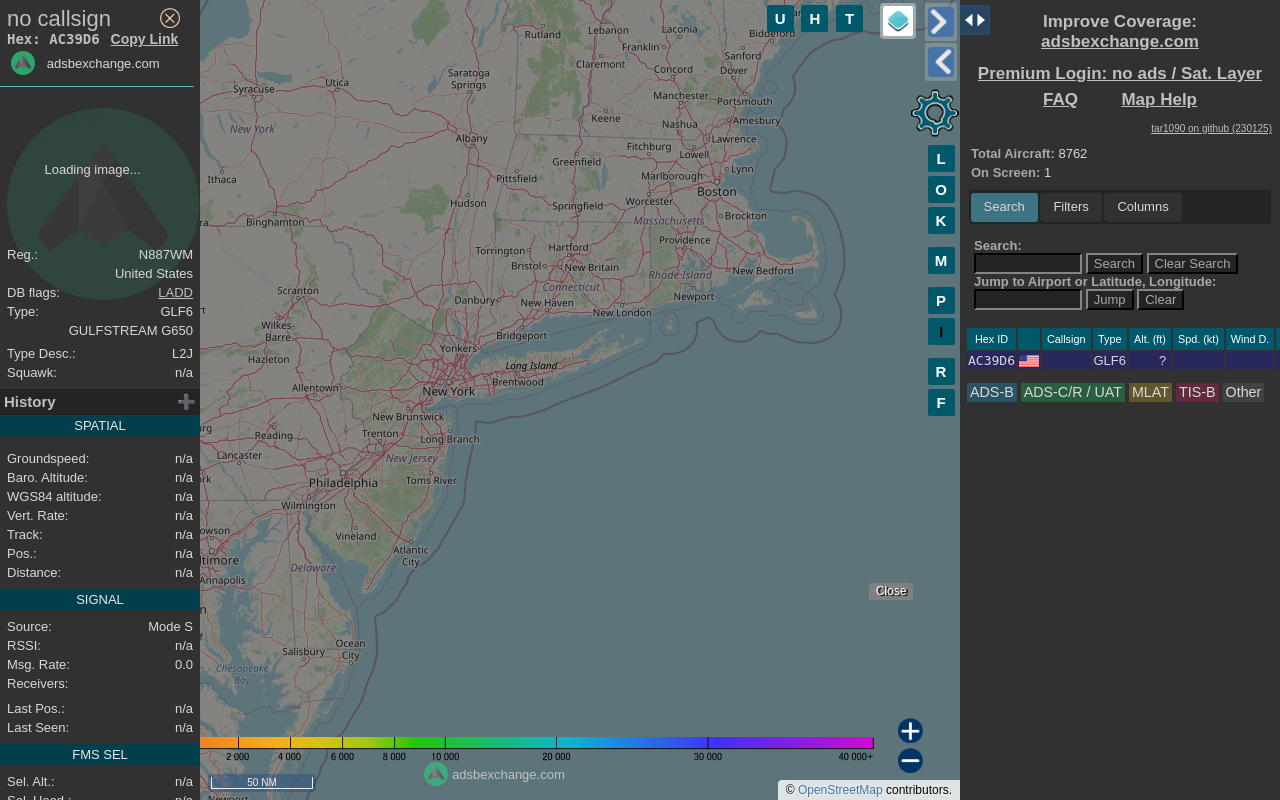 no callsign
Hex: AC39D6 Copy Link
adsbexchange.com
Loading image...
Reg.: N887WM
United States
DB flags: LADD
Type: GLF6
GULFSTREAM G650
Type Desc.: L2J
Squawk: n/a
History
SPATIAL
Groundspeed: n/a
Baro. Altitude: n/a
WGS84 altitude: n/a
Vert. Rate: n/a
Track: n/a
Pos.: n/a
Distance: n/a
SIGNAL
Source: Mode S
RSSI: n/a
Msg. Rate: 0.0
Receivers:
Last Pos.: n/a
Last Seen: n/a
FMS SEL
Sel. Alt.: n/a
U H T
L
O
K
M
P
I
R
F
Rutland
Lebanon
Laconia
Biddeford
Franklin
Claremont
Sanford
Concord
Dover
Utica
Saratoga
Springs
Syracuse
Manchester
Portsmouth
Keene
Amesbury
Nashua
New York
Albany
Lawrence
Fitchburg
Lowell
Greenfield
Lynn
Ithaca
Pittsfield
Marlborough
Boston
Hudson
Springfield
Worcester
Massachusetts
Brockton
Binghamton
Providence
Torrington
Hartford
Bristol
New Britain
New Bedford
Rhode Island
Connecticut
Scranton
Danbury
New Haven
Newport
New London
Wilkes-
Barre
Bridgeport
Yonkers
Hazleton
Long Island
Brentwood
Allentown
New York
New Brunswick
Reading
Trenton
Long Branch
Lancaster
New Jersey
Philadelphia
Toms River
Wilmington
Vineland
Atlantic
City
Annapolis
Delaware
Ocean
City
Salisbury
Chesapeake
Bay
Close
2 000 4 000 6 000 8 000 10 000 20 000 30 000 40 000+
50 NM
adsbexchange.com
© OpenStreetMap contributors.
Improve Coverage:
adsbexchange.com
Premium Login: no ads / Sat. Layer
FAQ Map Help
tar1090 on github (230125)
Total Aircraft: 8762
On Screen: 1
Search Filters Columns
Search:
Search Clear Search
Jump to Airport or Latitude, Longitude:
Jump Clear
Hex ID Callsign Type Alt. (ft) Spd. (kt) Wind D.
AC39D6 GLF6 ?
ADS-B ADS-C/R / UAT MLAT TIS-B Other